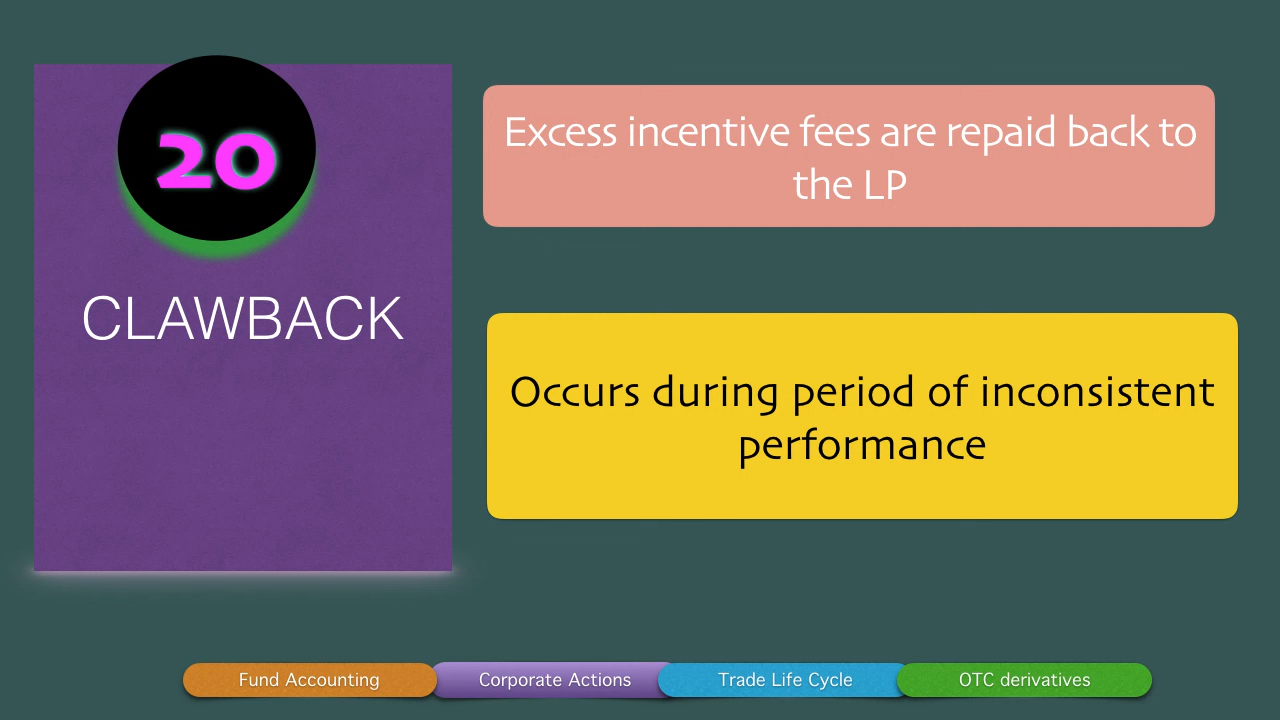 20
CLAWBACK
Excess incentive fees are repaid back to
the LP
Occurs during period of inconsistent
performance
Fund Accounting
Corporate Actions
Trade Life Cycle
OTC derivatives